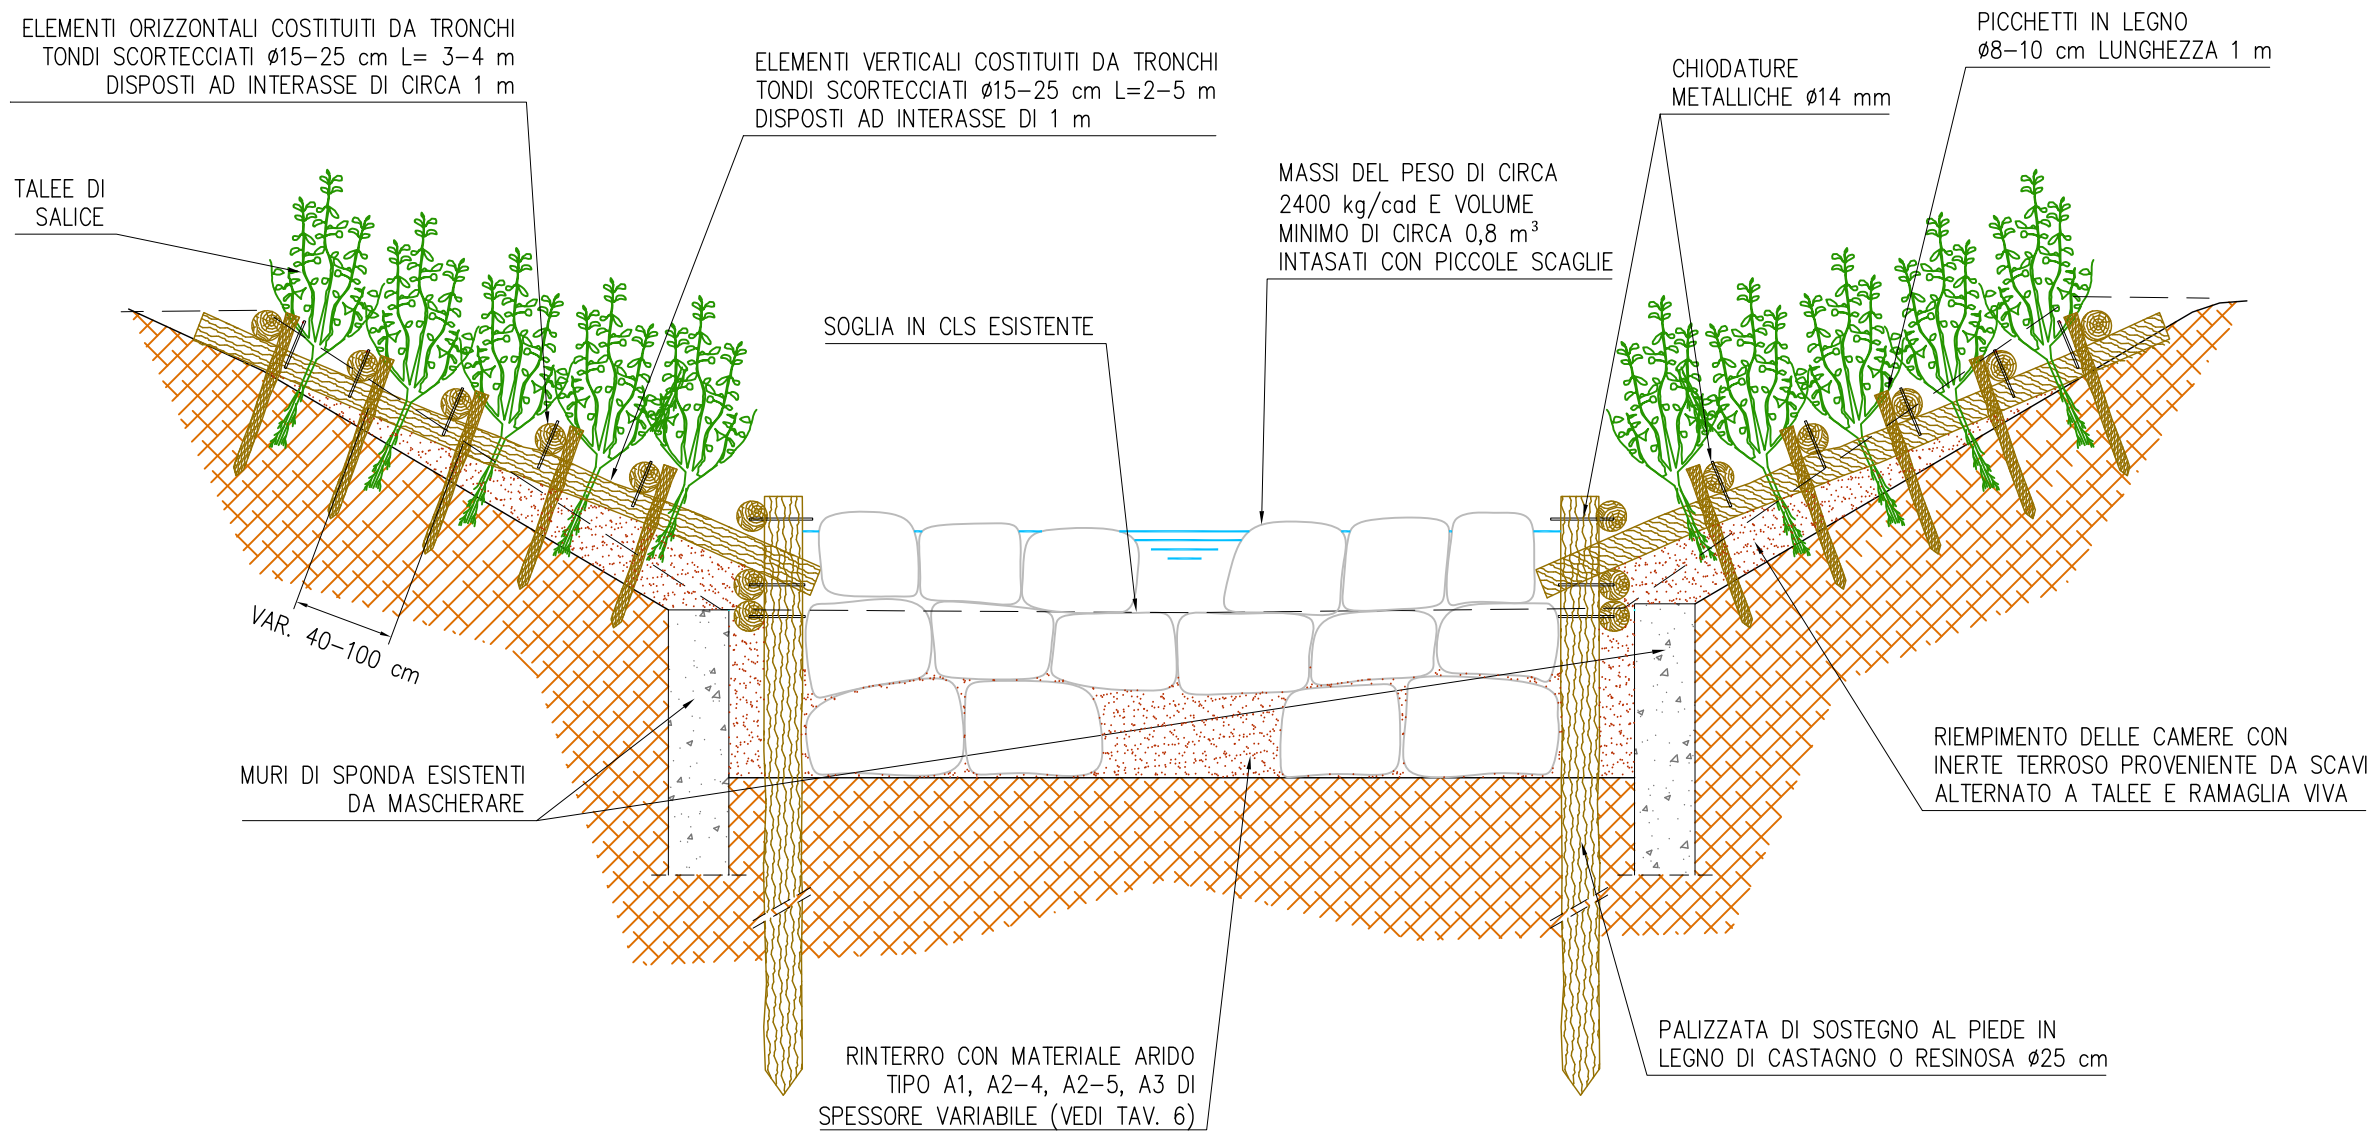 ELEMENTI ORIZZONTALI COSTITUITI DA TRONCHI
TONDI SCORTECCIATI ø15-25 cm L= 3-4 m
DISPOSTI AD INTERASSE DI CIRCA 1 m
ELEMENTI VERTICALI COSTITUITI DA TRONCHI
TONDI SCORTECCIATI ø15-25 cm L=2-5 m
DISPOSTI AD INTERASSE DI 1 m
PICCHETTI IN LEGNO
ø8-10 cm LUNGHEZZA 1 m
CHIODATURE
METALLICHE ø14 mm
MASSI DEL PESO DI CIRCA
2400 kg/cad E VOLUME
MINIMO DI CIRCA 0,8 m³
INTASATI CON PICCOLE SCAGLIE
TALEE DI
SALICE
SOGLIA IN CLS ESISTENTE
VAR. 40-100 cm
MURI DI SPONDA ESISTENTI
DA MASCHERARE
RIEMPIMENTO DELLE CAMERE CON
INERTE TERROSO PROVENIENTE DA SCAVI
ALTERNATO A TALEE E RAMAGLIA VIVA
RINTERRO CON MATERIALE ARIDO
TIPO A1, A2-4, A2-5, A3 DI
SPESSORE VARIABILE (VEDI TAV. 6)
PALIZZATA DI SOSTEGNO AL PIEDE IN
LEGNO DI CASTAGNO O RESINOSA ø25 cm